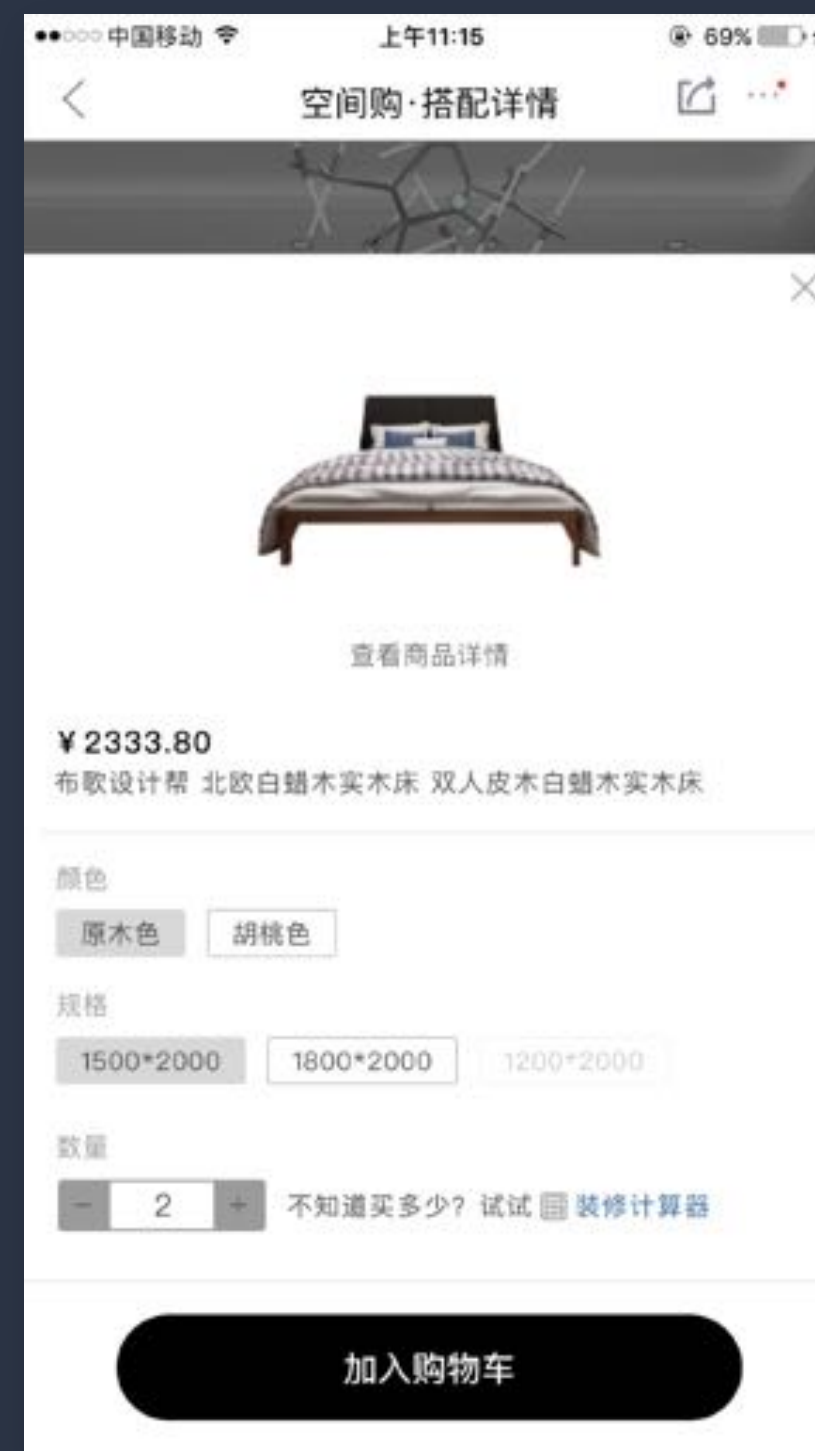 中国移动 上午11:15 69%
空间购·搭配详情
查看商品详情
¥2333.80
布歌设计帮 北欧白蜡木实木床 双人皮木白蜡木实木床
颜色
原木色 胡桃色
规格
1500*2000 1800*2000 1200*2000
数量
- 2 + 不知道买多少? 试试 装修计算器
加入购物车